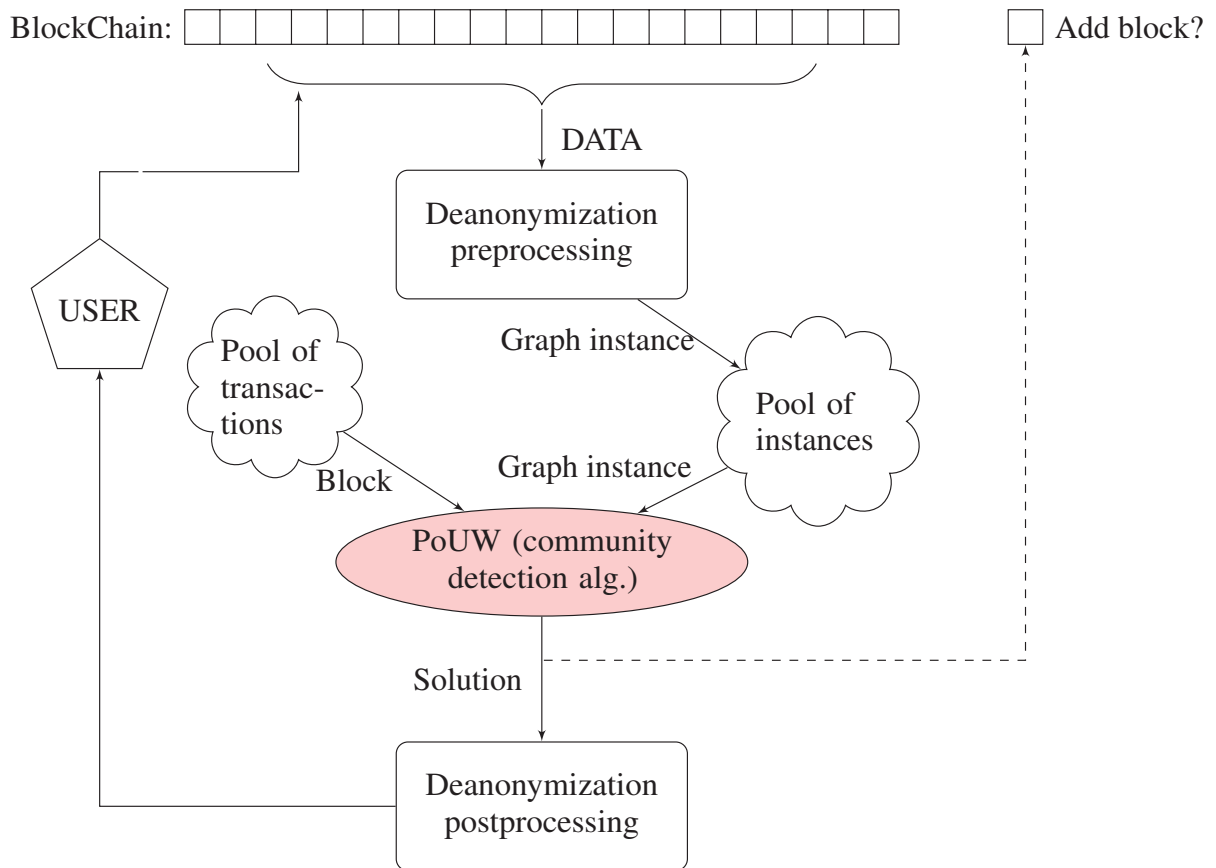 BlockChain:
Add block?
DATA
Deanonymization
preprocessing
USER
Graph instance
Pool of
transac-
tions
Pool of
instances
Graph instance
Block
PoUW (community
detection alg.)
Solution
Deanonymization
postprocessing